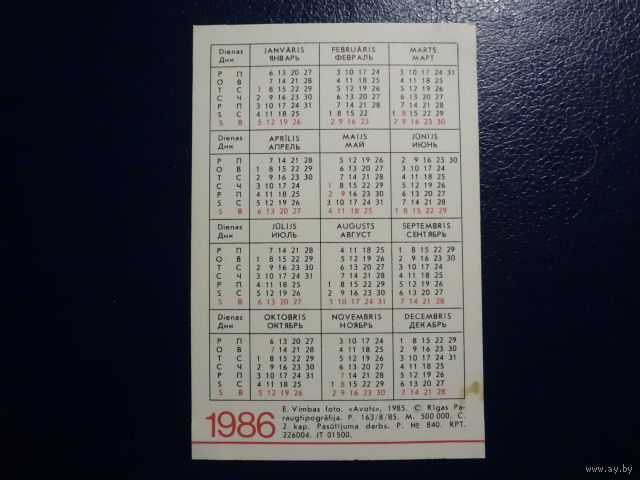 Dienas JANVĀRIS FEBRUĀRIS MARTS
Дни ЯНВАРЬ ФЕВРАЛЬ МАРТ
P П 6 13 20 27 3 10 17 24 3 10 17 24 31
O В 7 14 21 28 4 11 18 25 4 11 18 25
T С 1 8 15 22 29 5 12 19 26 5 12 19 26
C Ч 2 9 16 23 30 6 13 20 27 6 13 20 27
P П 3 10 17 24 31 7 14 21 28 7 14 21 28
S С 4 11 18 25 1 8 15 22 1 8 15 22 29
S В 5 12 19 26 2 9 16 23 2 9 16 23 30
Dienas APRĪLIS MAIJS JŪNIJS
Дни АПРЕЛЬ МАЙ ИЮНЬ
P П 7 14 21 28 5 12 19 26 2 9 16 23 30
O В 1 8 15 22 29 6 13 20 27 3 10 17 24
T С 2 9 16 23 30 7 14 21 28 4 11 18 25
C Ч 3 10 17 24 1 8 15 22 29 5 12 19 26
P П 4 11 18 25 2 9 16 23 30 6 13 20 27
S С 5 12 19 26 3 10 17 24 31 7 14 21 28
S В 6 13 20 27 4 11 18 25 1 8 15 22 29
Dienas JŪLIJS AUGUSTS SEPTEMBRIS
Дни ИЮЛЬ АВГУСТ СЕНТЯБРЬ
P П 7 14 21 28 4 11 18 25 1 8 15 22 29
O В 1 8 15 22 29 5 12 19 26 2 9 16 23 30
T С 2 9 16 23 30 6 13 20 27 3 10 17 24
C Ч 3 10 17 24 31 7 14 21 28 4 11 18 25
P П 4 11 18 25 1 8 15 22 29 5 12 19 26
S С 5 12 19 26 2 9 16 23 30 6 13 20 27
S В 6 13 20 27 3 10 17 24 31 7 14 21 28
Dienas OKTOBRIS NOVEMBRIS DECEMBRIS
Дни ОКТЯБРЬ НОЯБРЬ ДЕКАБРЬ
P П 6 13 20 27 3 10 17 24 1 8 15 22 29
O В 7 14 21 28 4 11 18 25 2 9 16 23 30
T С 1 8 15 22 29 5 12 19 26 3 10 17 24 31
C Ч 2 9 16 23 30 6 13 20 27 4 11 18 25
P П 3 10 17 24 31 7 14 21 28 5 12 19 26
S С 4 11 18 25 1 8 15 22 29 6 13 20 27
S В 5 12 19 26 2 9 16 23 30 7 14 21 28
1986
E. Vimbas foto. «Avots», 1985. © Rīgas Pa-
raugtipogrāfija. P. 163/8/85. M. 500 000. C.
2 kap. Pasūtījuma darbs. P. № 840. RPT.
226004. JT 01500.
www.ay.by